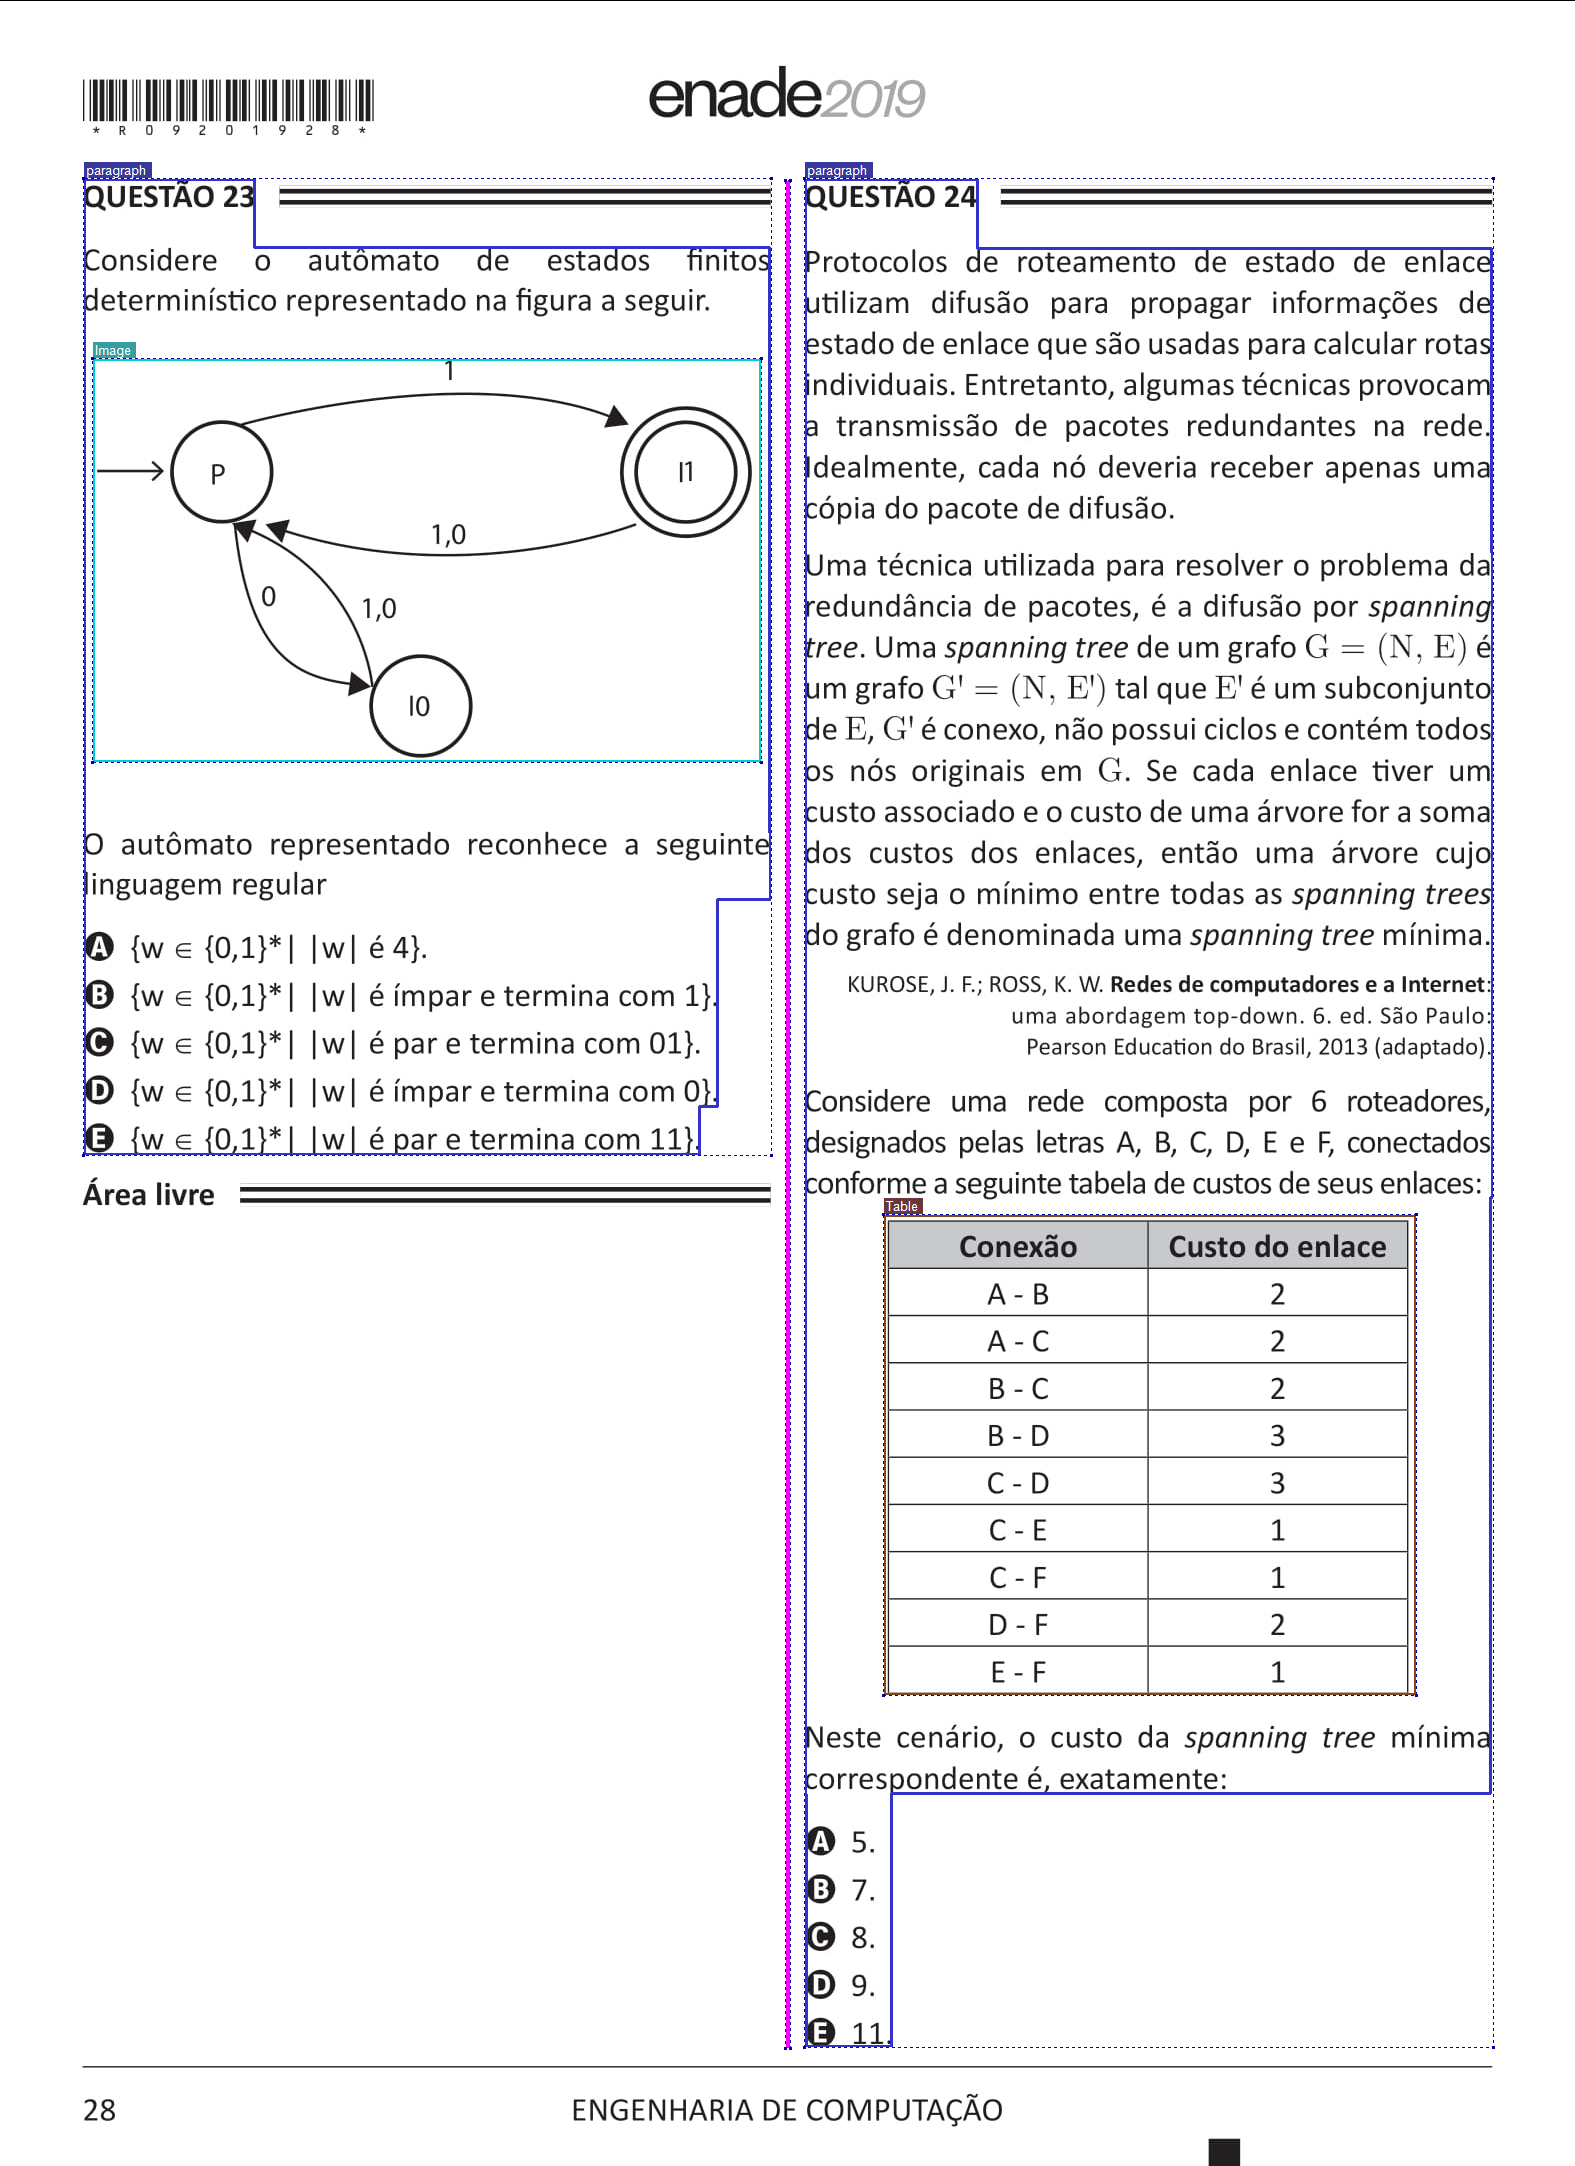 *R09201928*
enade2019
paragraph
QUESTÃO 23
Considere o autômato de estados finitos
determinístico representado na figura a seguir.
Image
1
P
I1
1,0
0
1,0
I0
O autômato representado reconhece a seguinte
linguagem regular
A {w ∈ {0,1}*| |w| é 4}.
B {w ∈ {0,1}*| |w| é ímpar e termina com 1}.
C {w ∈ {0,1}*| |w| é par e termina com 01}.
D {w ∈ {0,1}*| |w| é ímpar e termina com 0}.
E {w ∈ {0,1}*| |w| é par e termina com 11}.
Área livre
paragraph
QUESTÃO 24
Protocolos de roteamento de estado de enlace
utilizam difusão para propagar informações de
estado de enlace que são usadas para calcular rotas
individuais. Entretanto, algumas técnicas provocam
a transmissão de pacotes redundantes na rede.
Idealmente, cada nó deveria receber apenas uma
cópia do pacote de difusão.
Uma técnica utilizada para resolver o problema da
redundância de pacotes, é a difusão por spanning
tree. Uma spanning tree de um grafo G = (N, E) é
um grafo G' = (N, E') tal que E' é um subconjunto
de E, G' é conexo, não possui ciclos e contém todos
os nós originais em G. Se cada enlace tiver um
custo associado e o custo de uma árvore for a soma
dos custos dos enlaces, então uma árvore cujo
custo seja o mínimo entre todas as spanning trees
do grafo é denominada uma spanning tree mínima.
KUROSE, J. F.; ROSS, K. W. Redes de computadores e a Internet:
uma abordagem top-down. 6. ed. São Paulo:
Pearson Education do Brasil, 2013 (adaptado).
Considere uma rede composta por 6 roteadores,
designados pelas letras A, B, C, D, E e F, conectados
conforme a seguinte tabela de custos de seus enlaces:
Table
Conexão Custo do enlace
A - B 2
A - C 2
B - C 2
B - D 3
C - D 3
C - E 1
C - F 1
D - F 2
E - F 1
Neste cenário, o custo da spanning tree mínima
correspondente é, exatamente:
A 5.
B 7.
C 8.
D 9.
E 11.
28
ENGENHARIA DE COMPUTAÇÃO